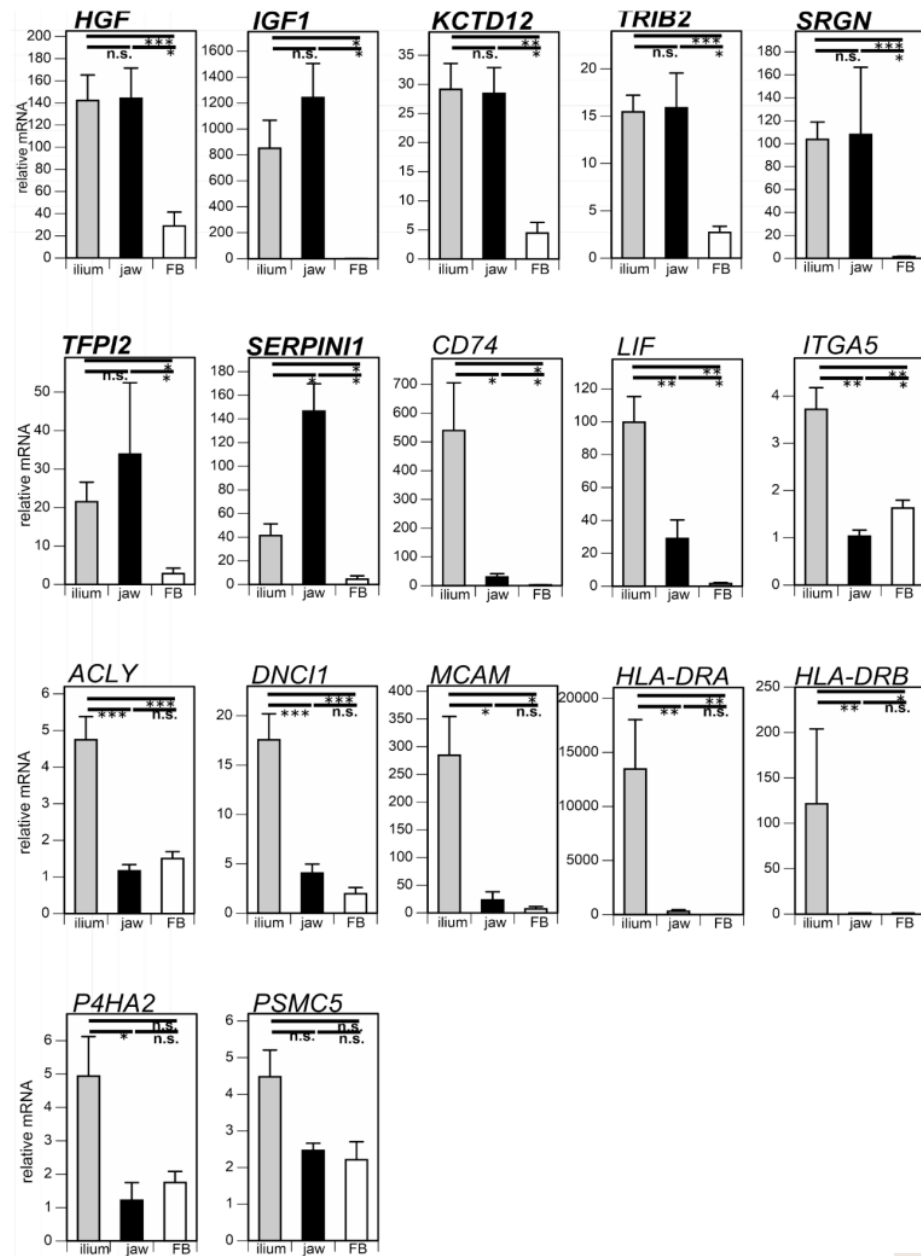 HGF
***
n.s. *
relative mRNA
200
180
160
140
120
100
80
60
40
20
0
ilium jaw FB
IGF1
*
n.s. *
1600
1400
1200
1000
800
600
400
200
0
ilium jaw FB
KCTD12
**
n.s. *
35
30
25
20
15
10
5
0
ilium jaw FB
TRIB2
***
n.s. *
20
15
10
5
0
ilium jaw FB
SRGN
***
n.s. *
180
160
140
120
100
80
60
40
20
0
ilium jaw FB
TFPI2
*
n.s. *
relative mRNA
50
40
30
20
10
0
ilium jaw FB
SERPINI1
*
* *
180
160
140
120
100
80
60
40
20
0
ilium jaw FB
CD74
*
* *
700
600
500
400
300
200
100
0
ilium jaw FB
LIF
**
** *
120
100
80
60
40
20
0
ilium jaw FB
ITGA5
**
** *
4
3
2
1
0
ilium jaw FB
ACLY
***
*** n.s.
relative mRNA
6
5
4
3
2
1
0
ilium jaw FB
DNCI1
***
*** n.s.
20
15
10
5
0
ilium jaw FB
MCAM
*
* n.s.
400
350
300
250
200
150
100
50
0
ilium jaw FB
HLA-DRA
**
** n.s.
20000
15000
10000
5000
0
ilium jaw FB
HLA-DRB
*
** n.s.
250
200
150
100
50
0
ilium jaw FB
P4HA2
n.s.
* n.s.
relative mRNA
6
5
4
3
2
1
0
ilium jaw FB
PSMC5
n.s.
n.s. n.s.
6
5
4
3
2
1
0
ilium jaw FB